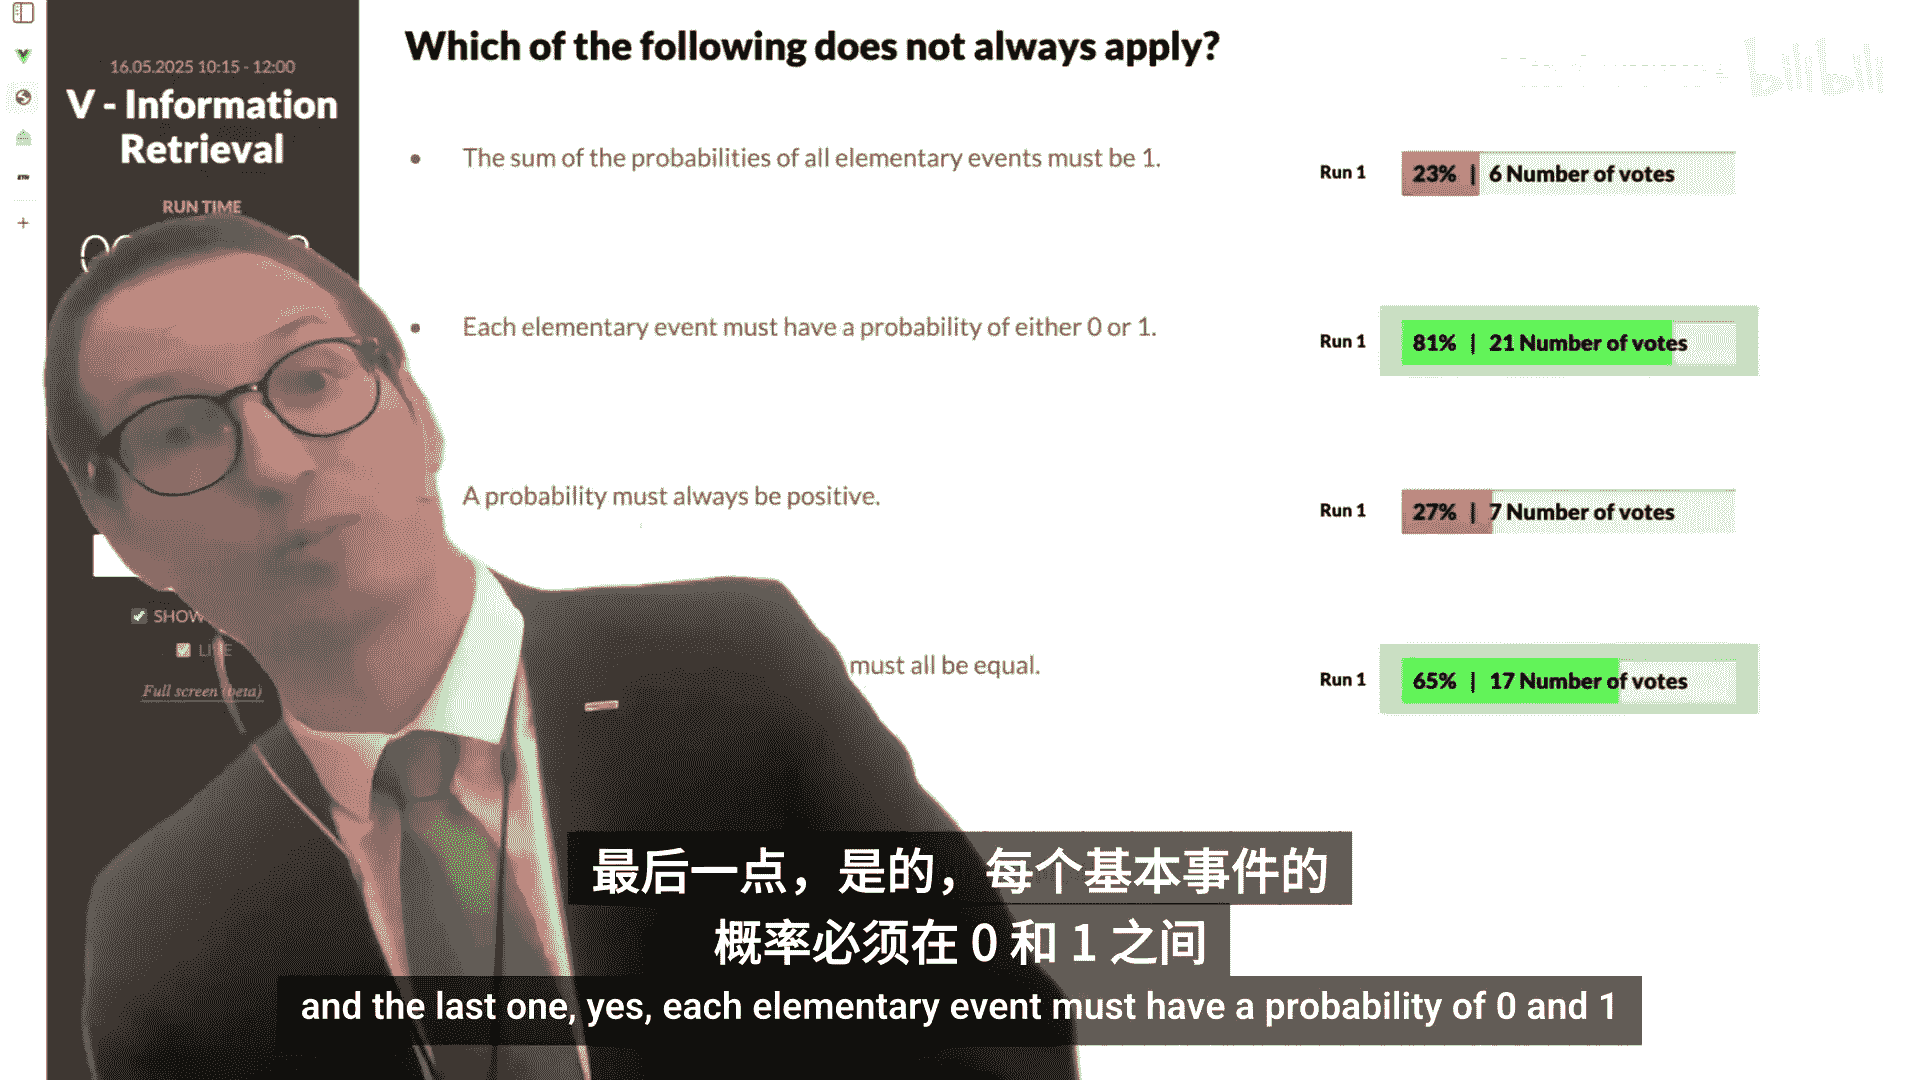 16.05.2025 10:15 - 12:00
V - Information
Retrieval
RUN TIME
SHOW
LIVE
Full screen (beta)
Which of the following does not always apply?
bilibili
The sum of the probabilities of all elementary events must be 1.
Run 1
23% | 6 Number of votes
Each elementary event must have a probability of either 0 or 1.
Run 1
81% | 21 Number of votes
A probability must always be positive.
Run 1
27% | 7 Number of votes
must all be equal.
Run 1
65% | 17 Number of votes
最后一点，是的，每个基本事件的
概率必须在 0 和 1 之间
and the last one, yes, each elementary event must have a probability of 0 and 1